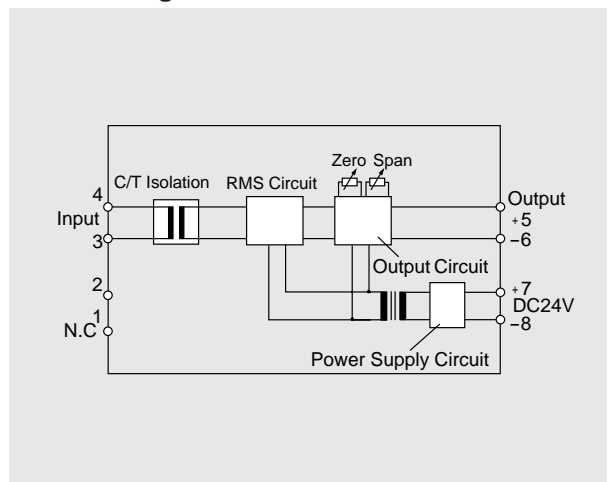 Zero Span
C/T Isolation RMS Circuit
4
Output
Input
+5
3
−6
Output Circuit
2
+7
DC24V
1
−8
N.C
Power Supply Circuit